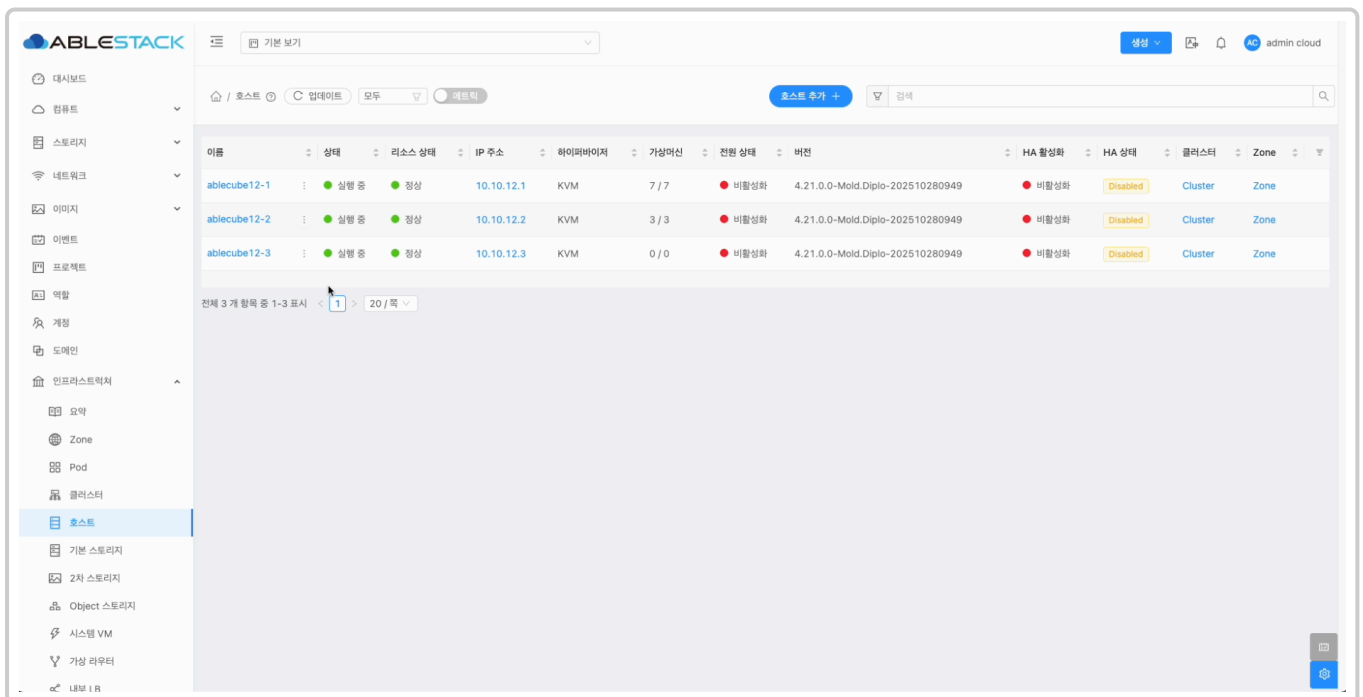 ABLESTACK
기본 보기
생성
AC admin cloud
대시보드
컴퓨트
스토리지
네트워크
이미지
이벤트
프로젝트
역할
계정
도메인
인프라스트럭쳐
요약
Zone
Pod
클러스터
호스트
기본 스토리지
2차 스토리지
Object 스토리지
시스템 VM
가상 라우터
내부 LB
/ 호스트 업데이트 모두 메트릭
호스트 추가 +
검색
이름 상태 리소스 상태 IP 주소 하이퍼바이저 가상머신 전원 상태 버전 HA 활성화 HA 상태 클러스터 Zone
ablecube12-1 실행 중 정상 10.10.12.1 KVM 7 / 7 비활성화 4.21.0.0-Mold.Diplo-202510280949 비활성화 Disabled Cluster Zone
ablecube12-2 실행 중 정상 10.10.12.2 KVM 3 / 3 비활성화 4.21.0.0-Mold.Diplo-202510280949 비활성화 Disabled Cluster Zone
ablecube12-3 실행 중 정상 10.10.12.3 KVM 0 / 0 비활성화 4.21.0.0-Mold.Diplo-202510280949 비활성화 Disabled Cluster Zone
전체 3 개 항목 중 1-3 표시 < 1 > 20 / 쪽